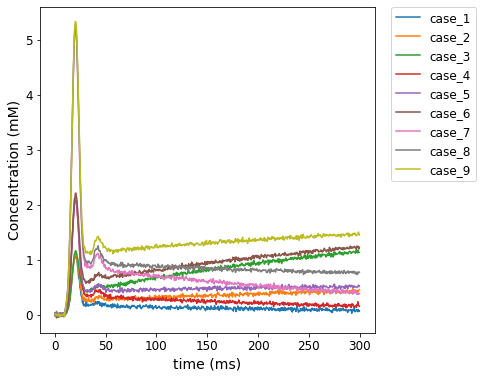 Concentration (mM)
5
4
3
2
1
0
0 50 100 150 200 250 300
time (ms)
case_1
case_2
case_3
case_4
case_5
case_6
case_7
case_8
case_9